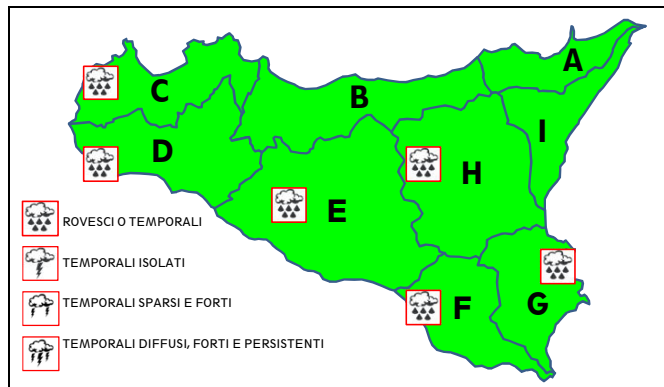 A
C
B
I
D
H
E
ROVESCI O TEMPORALI
TEMPORALI ISOLATI
F
G
TEMPORALI SPARSI E FORTI
TEMPORALI DIFFUSI, FORTI E PERSISTENTI